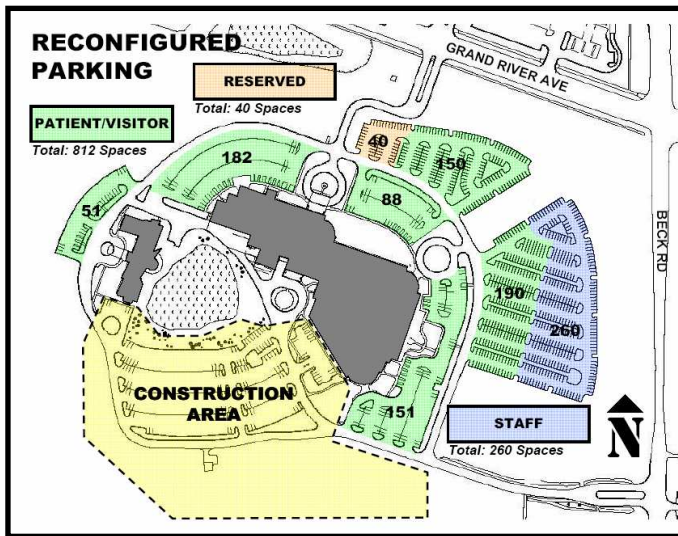 RECONFIGURED
PARKING
RESERVED
Total: 40 Spaces
PATIENT/VISITOR
Total: 812 Spaces
GRAND RIVER AVE
182
40
150
51
88
BECK RD
190
260
CONSTRUCTION
AREA
151
STAFF
Total: 260 Spaces
N